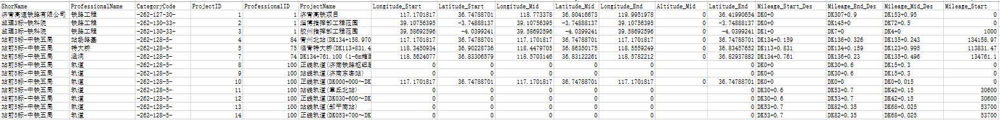 ShorName ProfessionalName CategoryCode ProjectID ProfessionalID ProjectName Longitude_Start Latitude_Start Longitude_Mid Latitude_Mid Longitude_End Altitude_Mid Latitude_End Mileage_Start_Des Mileage_End_Des Mileage_Mid_Des Mileage_Start
济青高速铁路有限公司 铁路工程 -262-127-30- 1 1 济青高铁项目 117.1701817 36.74788701 118.773378 36.80416673 119.9951978 0 36.41990654 DK0+0 DK307+0.9 DK153+0.95 0
监理3标-铁科院 铁路工程 -262-130-33- 2 1 淄博指挥部工程范围 39.10756395 -3.74888137 39.10756395 -3.74888137 39.10756395 0 -3.74888137 DK0+0 DK145+0 DK72+0.5 0
监理3标-铁科院 铁路工程 -262-130-33- 3 1 胶州指挥部工程范围 39.58692596 -4.0399241 39.58692596 -4.0399241 39.58692596 0 -4.0399241 DK1+0 DK7+0 DK4+0 1000
站前5标-中铁五局 站场路基 -262-128-5- 4 84 青州北站(DK134+158.970 117.1701817 36.74788701 117.1701817 36.74788701 117.1701817 0 36.74788701 DK134+0.159 DK136+0.326 DK135+0.243 134158.97
站前5标-中铁五局 特大桥 -262-128-5- 5 75 临青特大桥(DK113+831.4 118.3450934 36.90228736 118.4479705 36.86350175 118.5559249 0 36.83457652 DK113+0.831 DK134+0.159 DK123+0.995 113831.47
站前5标-中铁五局 涵洞 -262-128-5- 7 74 DK134+761.100 (1-6m箱 118.5624077 36.83306579 118.5703146 36.83122261 118.5782212 0 36.82937882 DK134+0.761 DK136+0.23 DK135+0.496 134761.1
站前5标-中铁五局 轨道 -262-128-5- 8 100 正线轨道(济南铁路枢纽 0 0 0 0 0 0 0 DK0+0 DK30+0.6 DK15+0.3 0
站前5标-中铁五局 轨道 -262-128-5- 9 100 站线轨道(济南东客站) 0 0 0 0 0 0 0 DK0+0 DK30+0.6 DK15+0.3 0
站前5标-中铁五局 轨道 -262-128-5- 10 100 正线轨道(DK000+000~DK 117.1701817 36.74788701 117.1701817 36.74788701 117.1701817 0 36.74788701 DK0+0 DK0+0 DK0+0.015 0
站前5标-中铁五局 轨道 -262-128-5- 11 100 站线轨道(章丘北站) 0 0 0 0 0 0 0 DK30+0.6 DK53+0.7 DK42+0.15 30600
站前5标-中铁五局 轨道 -262-128-5- 12 100 正线轨道(DK030+600~DK 0 0 0 0 0 0 0 DK30+0.6 DK53+0.7 DK42+0.15 30600
站前5标-中铁五局 轨道 -262-128-5- 13 100 站线轨道(邹平南站) 0 0 0 0 0 0 0 DK53+0.7 DK82+0.35 DK68+0.025 53700
站前5标-中铁五局 轨道 -262-128-5- 14 100 正线轨道(DK053+700~DK 0 0 0 0 0 0 0 DK53+0.7 DK82+0.35 DK68+0.025 53700